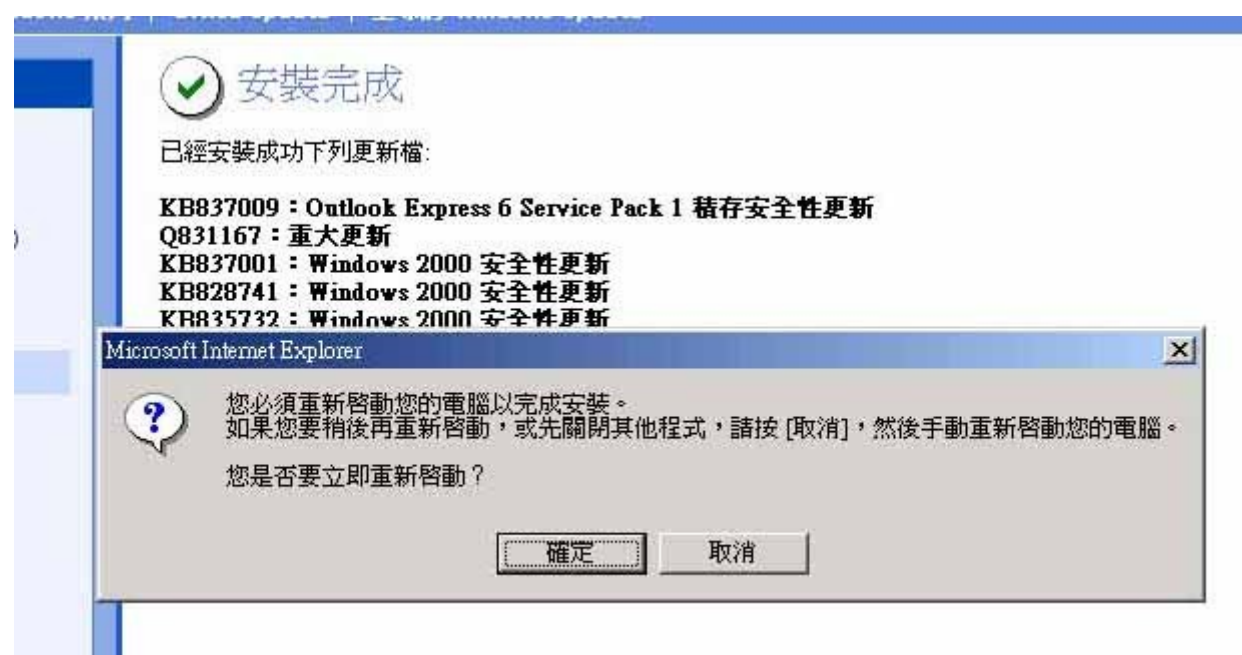 安裝完成
已經安裝成功下列更新檔:
KB837009：Outlook Express 6 Service Pack 1 積存安全性更新
Q831167：重大更新
KB837001：Windows 2000 安全性更新
KB828741：Windows 2000 安全性更新
KB835732：Windows 2000 安全性更新
Microsoft Internet Explorer
您必須重新啓動您的電腦以完成安裝。
如果您要稍後再重新啓動，或先關閉其他程式，請按 [取消]，然後手動重新啓動您的電腦。
您是否要立即重新啓動？
確定 取消